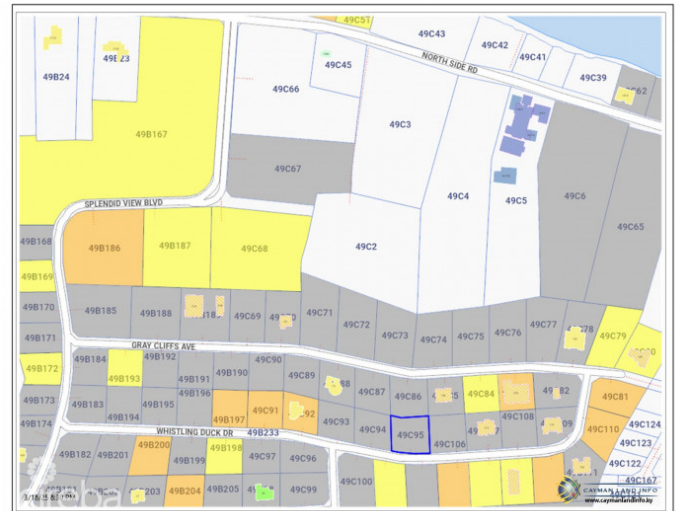 49C51
49C43
49C42
49C41
49C39
49C45
NORTH SIDE RD
49B24
49B23
49C66
49C3
49B167
49C67
49C4
49C5
49C6
49C65
SPLENDID VIEW BLVD
49B168
49B186
49B187
49C68
49C2
49B169
49B170
49B185
49B188
49C69
49C71
49C72
49C73
49C74
49C75
49C76
49C77
49C79
49B171
GRAY CLIFFS AVE
49B172
49B184
49B192
49B193
49B191
49B190
49C90
49C89
49C87
49C86
49C84
49B173
49B183
49B194
49B195
49B196
49B197
49C91
49C93
49C94
49C95
49C106
49C108
49C81
49C110
49C124
49B174
WHISTLING DUCK DR
49B233
49C123
49B182
49B201
49B200
49B199
49B198
49C97
49C96
49C100
49C122
49C167
49B203
49B204
49B205
49C99
CAYMAN LAND INFO
www.caymanlandinfo.ky